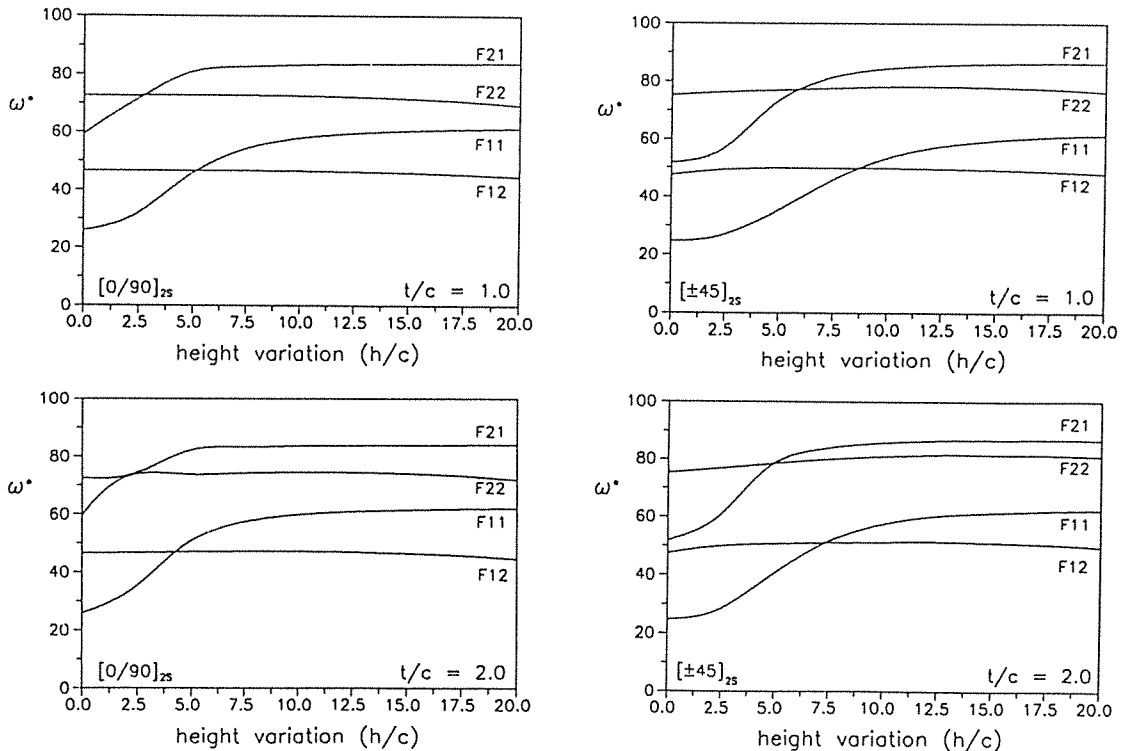 100
80
60
40
20
0
ω*
F21
F22
F11
F12
[0/90]₂ₛ
t/c = 1.0
0.0 2.5 5.0 7.5 10.0 12.5 15.0 17.5 20.0
height variation (h/c)
100
80
60
40
20
0
ω*
F21
F22
F11
F12
[±45]₂ₛ
t/c = 1.0
0.0 2.5 5.0 7.5 10.0 12.5 15.0 17.5 20.0
height variation (h/c)
100
80
60
40
20
0
ω*
F21
F22
F11
F12
[0/90]₂ₛ
t/c = 2.0
0.0 2.5 5.0 7.5 10.0 12.5 15.0 17.5 20.0
height variation (h/c)
100
80
60
40
20
0
ω*
F21
F22
F11
F12
[±45]₂ₛ
t/c = 2.0
0.0 2.5 5.0 7.5 10.0 12.5 15.0 17.5 20.0
height variation (h/c)